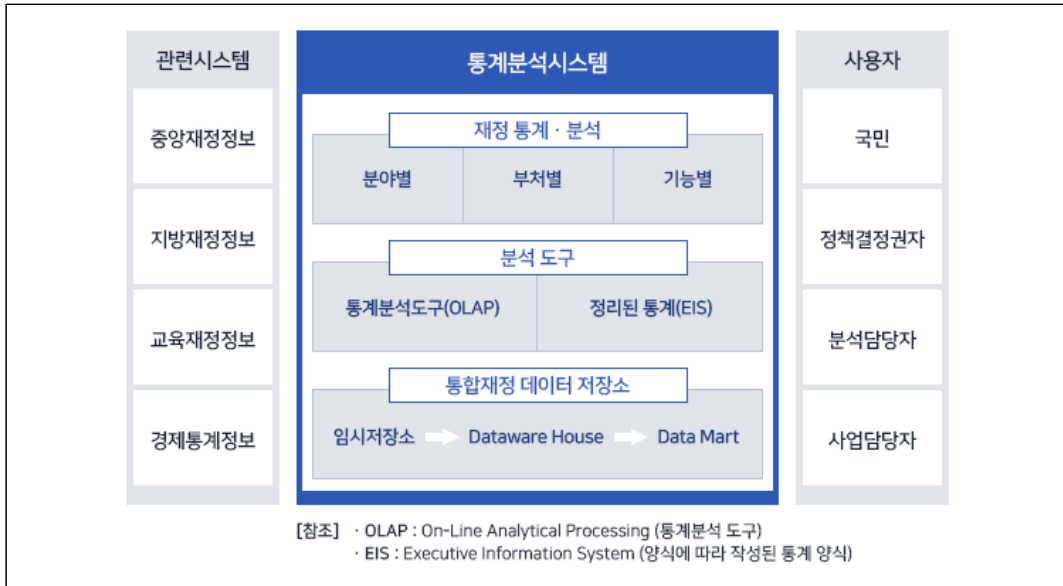 관련시스템
중앙재정정보
지방재정정보
교육재정정보
경제통계정보
통계분석시스템
재정 통계 · 분석
분야별 부처별 기능별
분석 도구
통계분석도구(OLAP) 정리된 통계(EIS)
통합재정 데이터 저장소
임시저장소 Dataware House Data Mart
사용자
국민
정책결정권자
분석담당자
사업담당자
[참조] · OLAP : On-Line Analytical Processing (통계분석 도구)
· EIS : Executive Information System (양식에 따라 작성된 통계 양식)